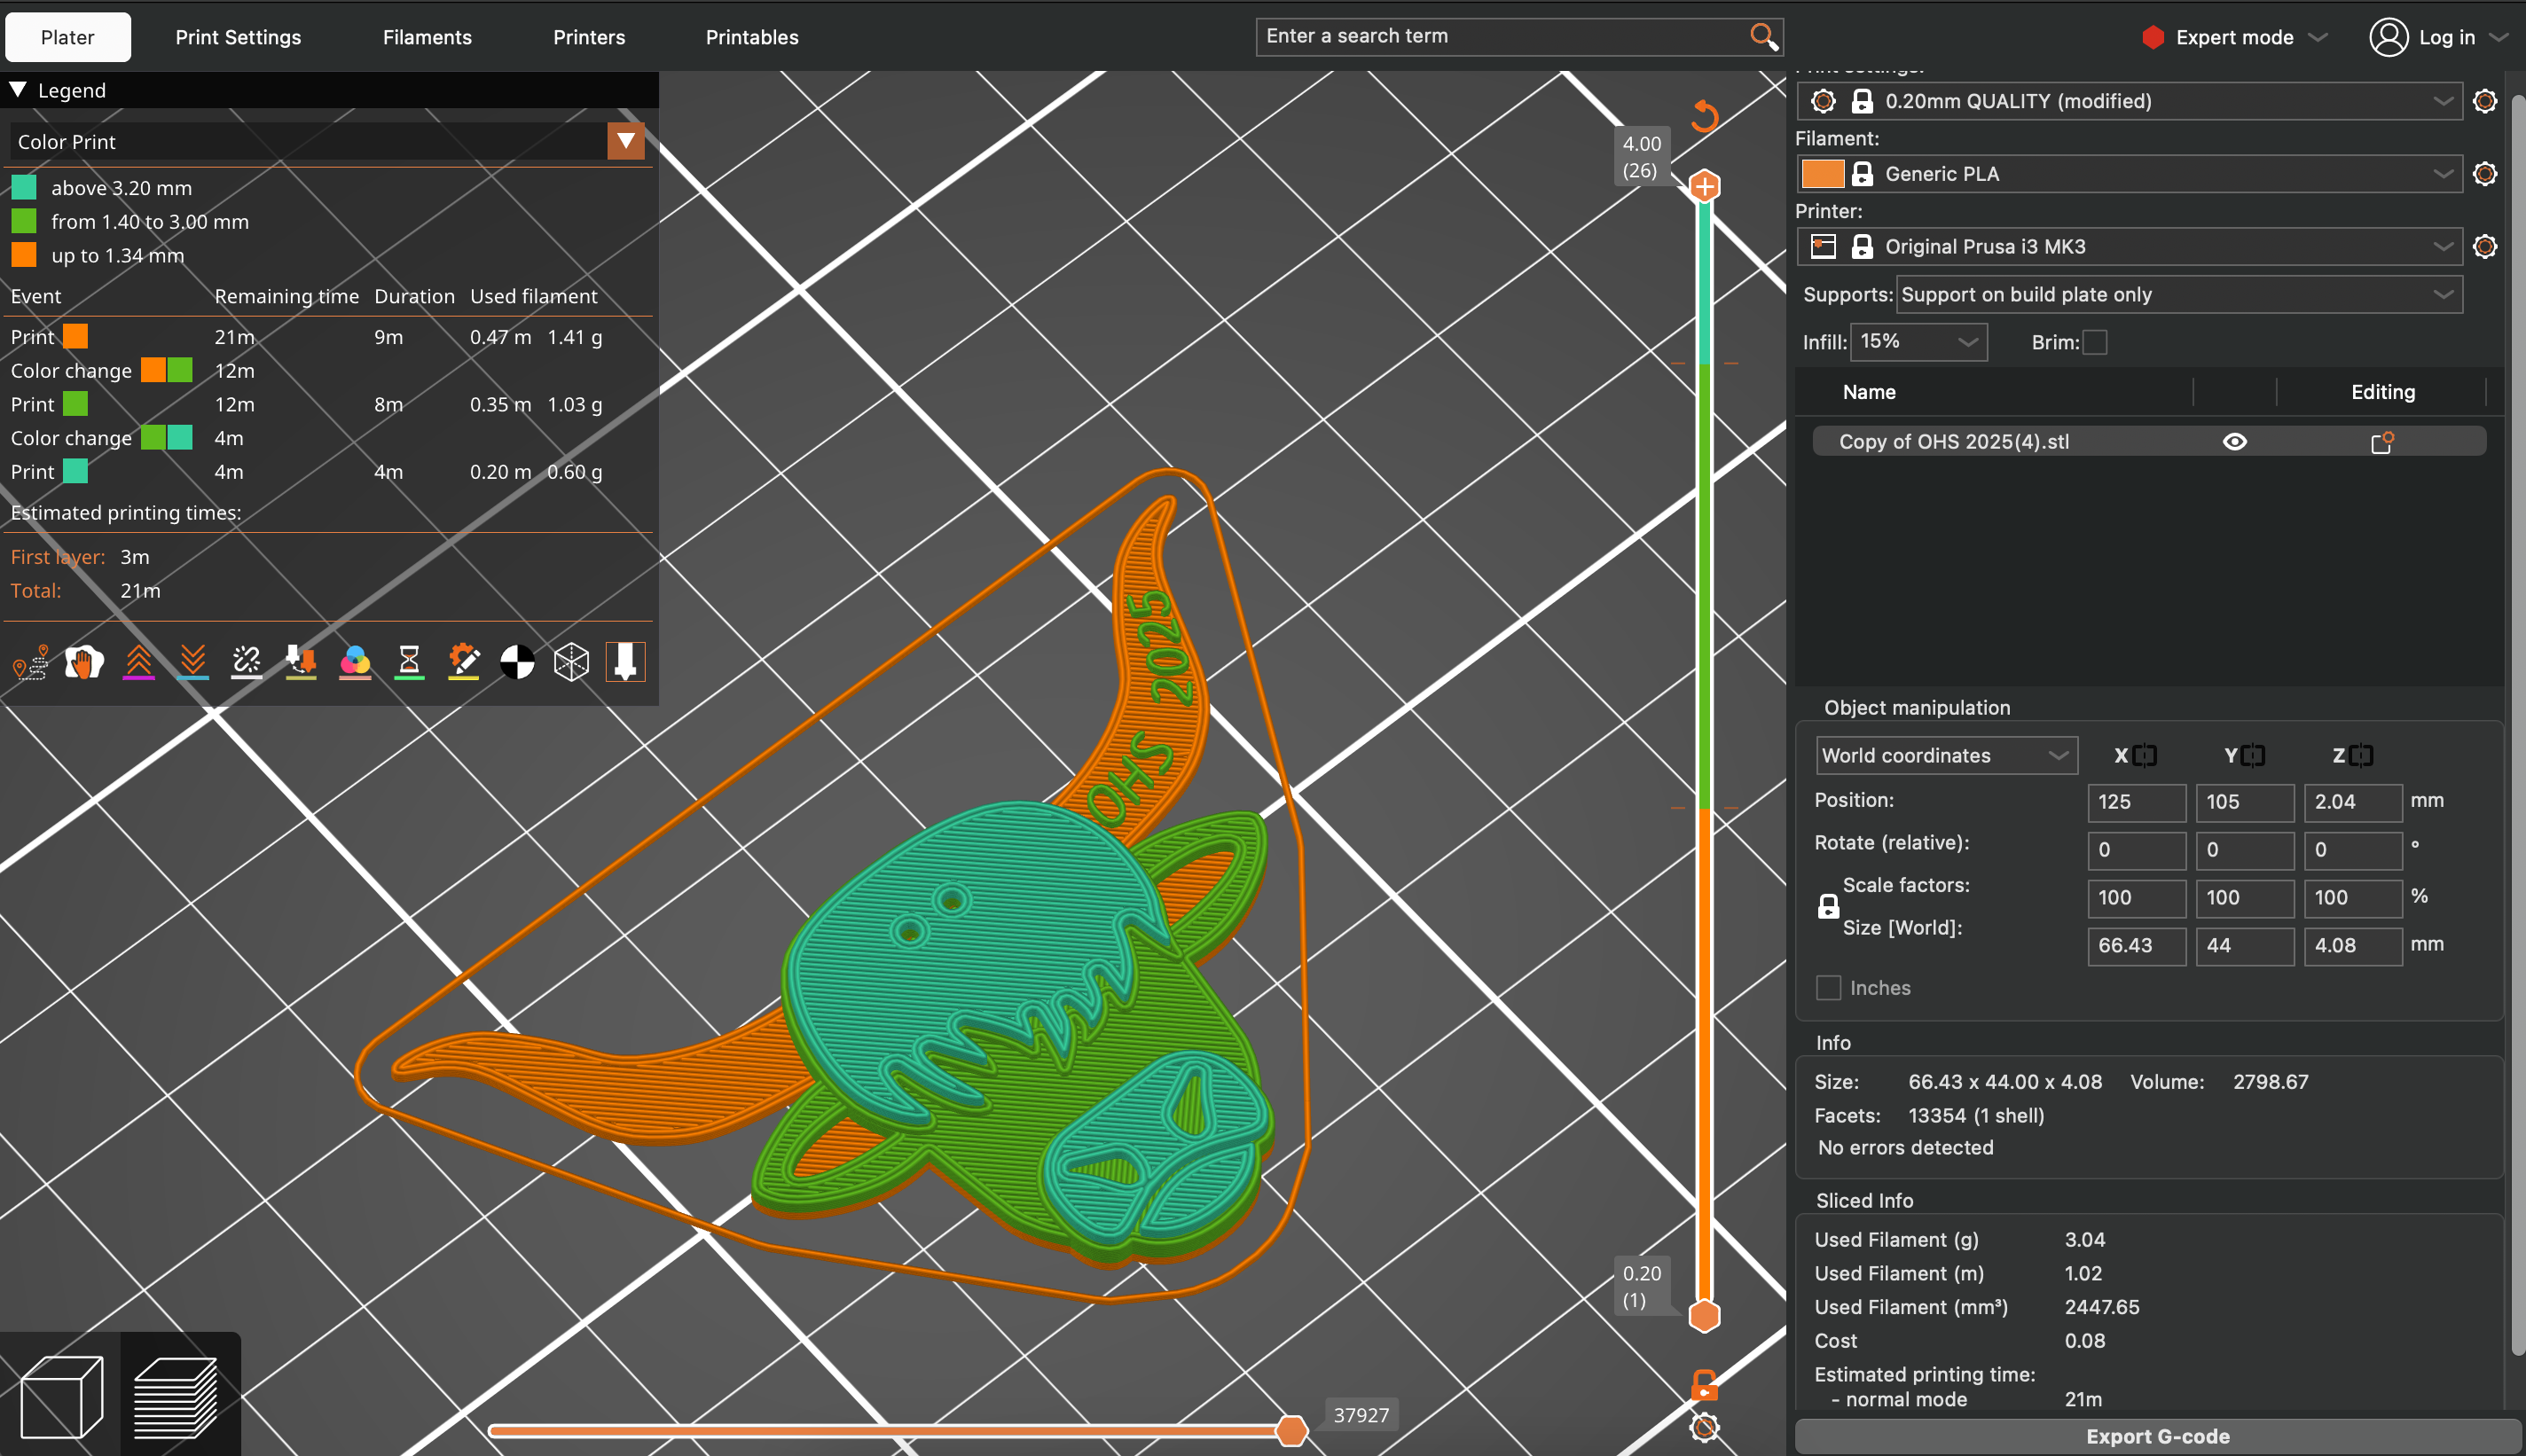 Plater Print Settings Filaments Printers Printables Enter a search term Expert mode Log in
Legend
Color Print
above 3.20 mm
from 1.40 to 3.00 mm
up to 1.34 mm
Event Remaining time Duration Used filament
Print 21m 9m 0.47 m 1.41 g
Color change 12m
Print 12m 8m 0.35 m 1.03 g
Color change 4m
Print 4m 4m 0.20 m 0.60 g
Estimated printing times:
First layer: 3m
Total: 21m
4.00
(26)
2025
OHS
0.20
(1)
37927
Print Settings:
0.20mm QUALITY (modified)
Filament:
Generic PLA
Printer:
Original Prusa i3 MK3
Supports: Support on build plate only
Infill: 15% Brim:
Name Editing
Copy of OHS 2025(4).stl
Object manipulation
World coordinates X Y Z
Position: 125 105 2.04 mm
Rotate (relative): 0 0 0 °
Scale factors: 100 100 100 %
Size [World]: 66.43 44 4.08 mm
Inches
Info
Size: 66.43 x 44.00 x 4.08 Volume: 2798.67
Facets: 13354 (1 shell)
No errors detected
Sliced Info
Used Filament (g) 3.04
Used Filament (m) 1.02
Used Filament (mm³) 2447.65
Cost 0.08
Estimated printing time:
- normal mode 21m
Export G-code